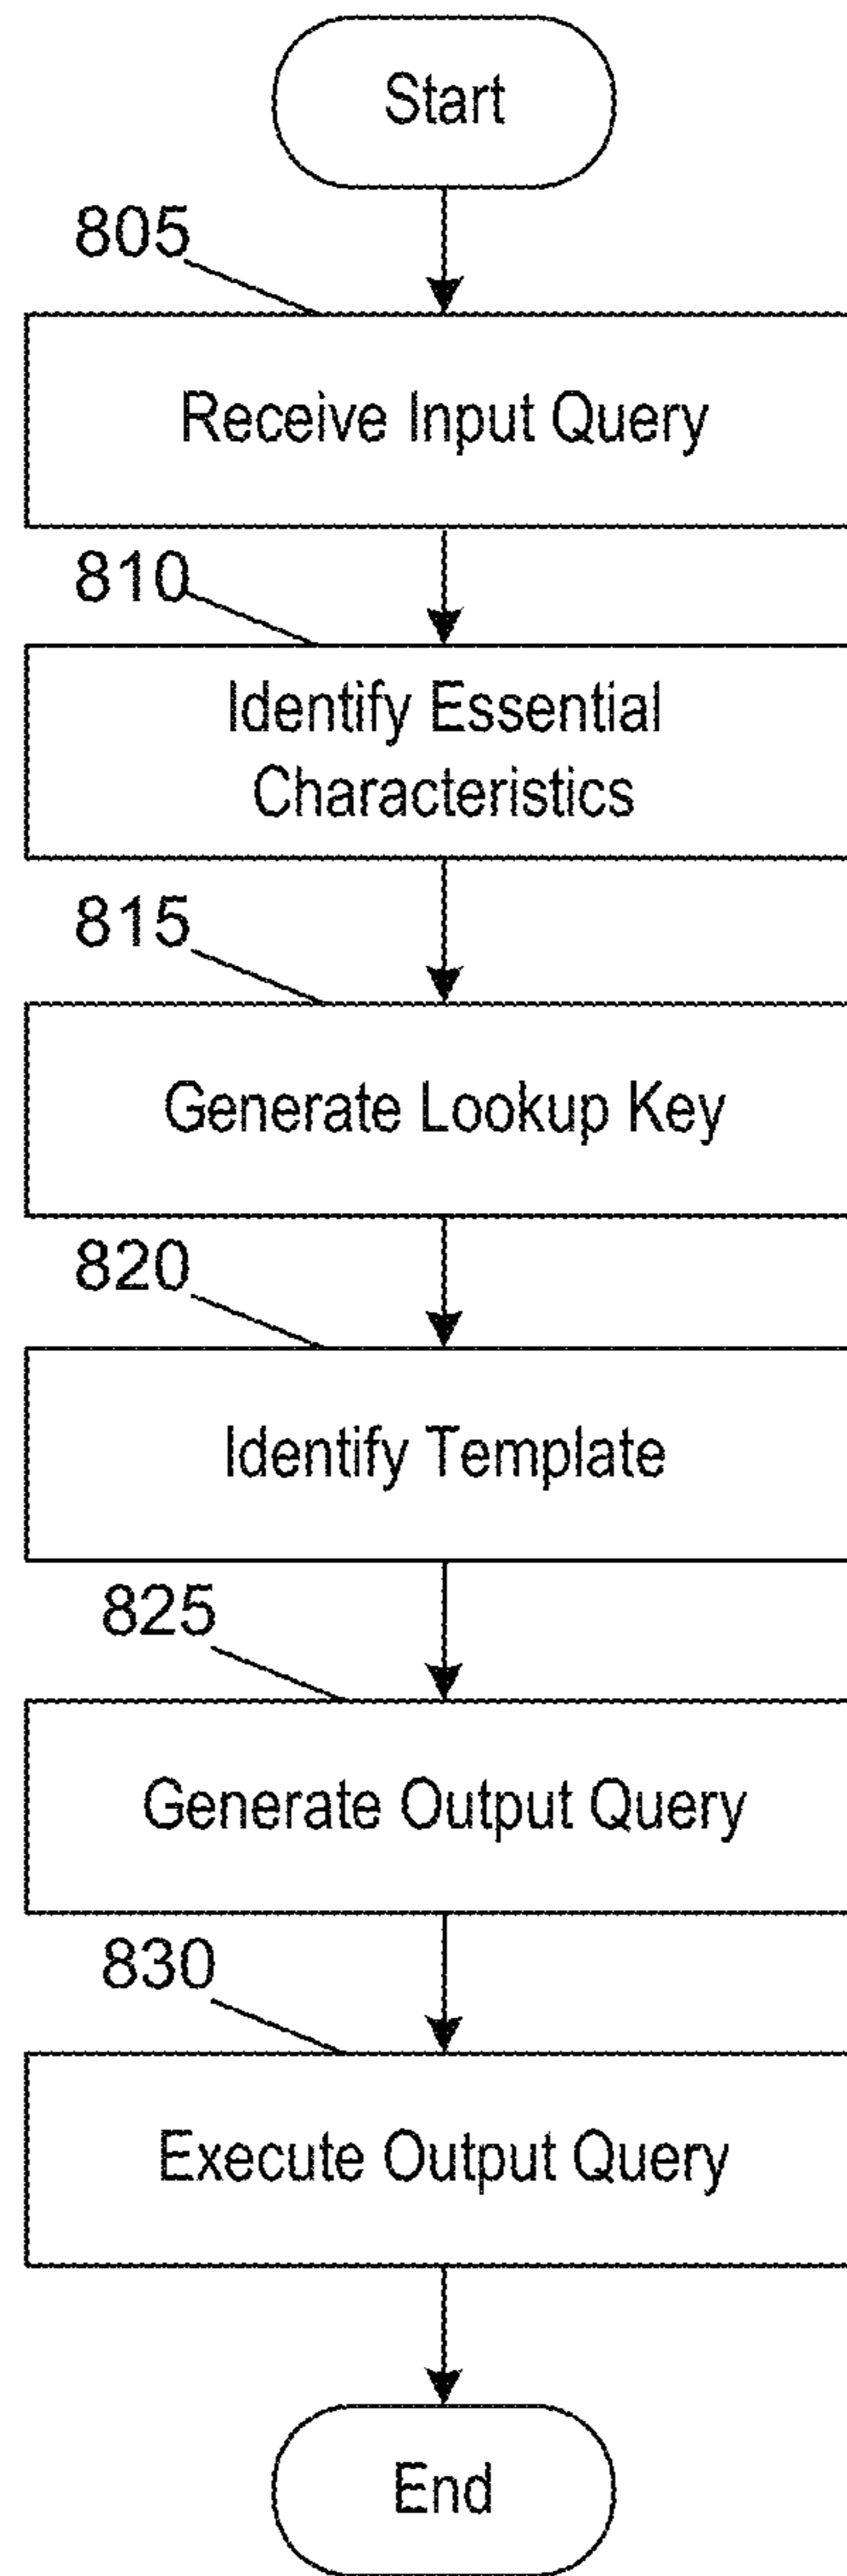 Start
805
Receive Input Query
810
Identify Essential
Characteristics
815
Generate Lookup Key
820
Identify Template
825
Generate Output Query
830
Execute Output Query
End